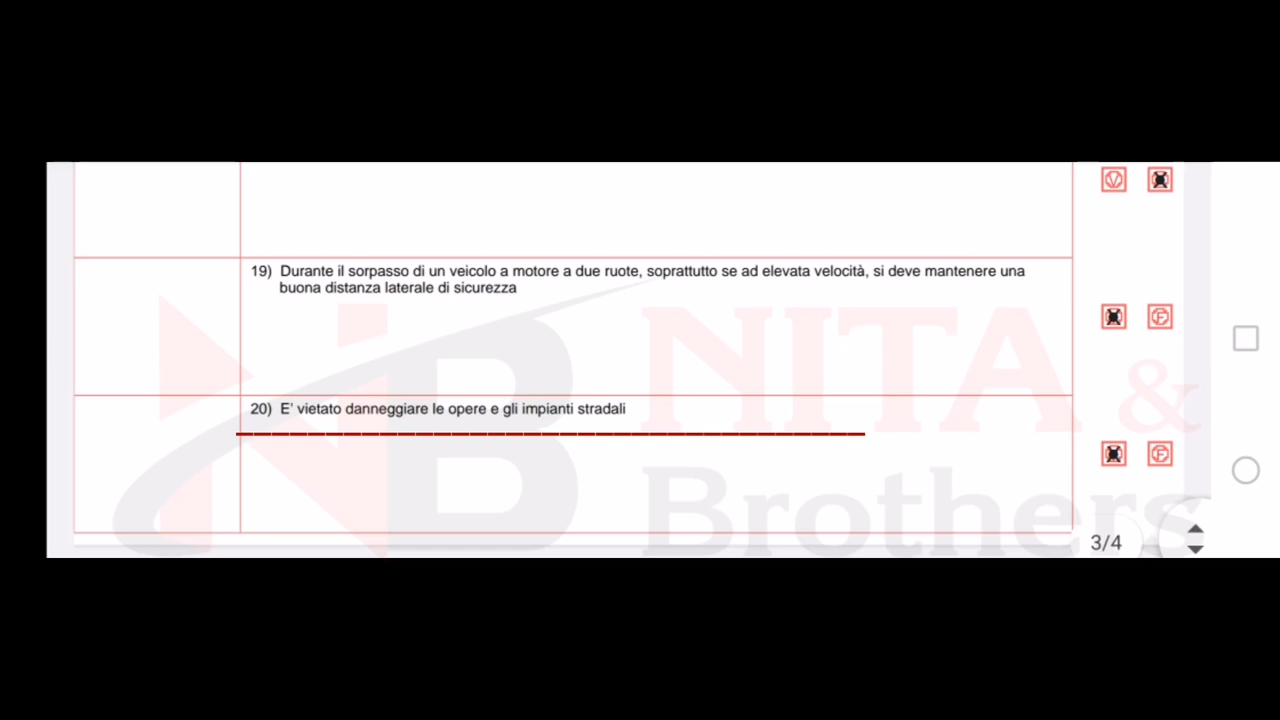 V
19) Durante il sorpasso di un veicolo a motore a due ruote, soprattutto se ad elevata velocità, si deve mantenere una
buona distanza laterale di sicurezza
F
20) E' vietato danneggiare le opere e gli impianti stradali
F
NB NITA &
Brothers
3/4